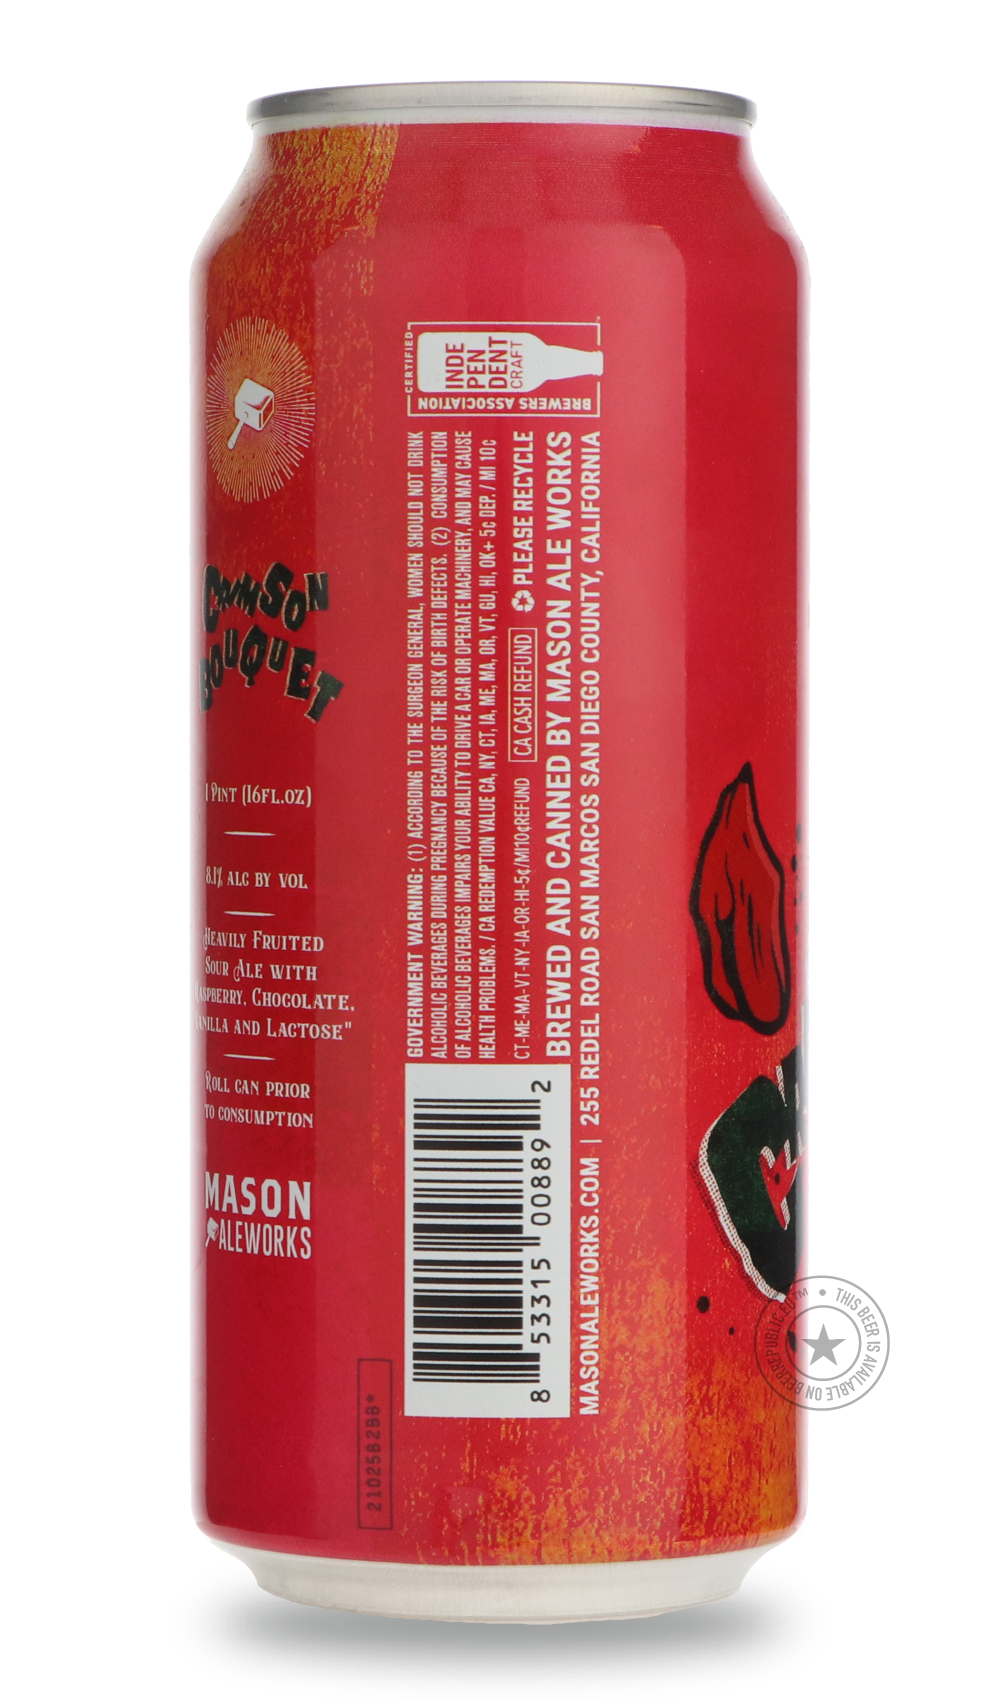 CRIMSON
BOUQUET
1 PINT (16FL.OZ)
8.1% ALC BY VOL
HEAVILY FRUITED
SOUR ALE WITH
RASPBERRY, CHOCOLATE,
VANILLA AND LACTOSE"
ROLL CAN PRIOR
TO CONSUMPTION
MASON
ALEWORKS
21025B2BB*
CERTIFIED
INDE
PEN
DENT
CRAFT
BREWERS ASSOCIATION
GOVERNMENT WARNING: (1) ACCORDING TO THE SURGEON GENERAL, WOMEN SHOULD NOT DRINK
ALCOHOLIC BEVERAGES DURING PREGNANCY BECAUSE OF THE RISK OF BIRTH DEFECTS. (2) CONSUMPTION
OF ALCOHOLIC BEVERAGES IMPAIRS YOUR ABILITY TO DRIVE A CAR OR OPERATE MACHINERY, AND MAY CAUSE
HEALTH PROBLEMS. / CA REDEMPTION VALUE CA, NY, CT, IA, ME, MA, OR, VT, GU, HI, OK+ 5¢ DEP. / MI 10¢
CT-ME-MA-VT-NY-IA-OR-HI-5¢/MI10¢REFUND CA CASH REFUND PLEASE RECYCLE
BREWED AND CANNED BY MASON ALE WORKS
MASONALEWORKS.COM | 255 REDEL ROAD SAN MARCOS SAN DIEGO COUNTY, CALIFORNIA
8 53315 00889 2
THIS BEER IS AVAILABLE ON BEERREPUBLIC.EU™